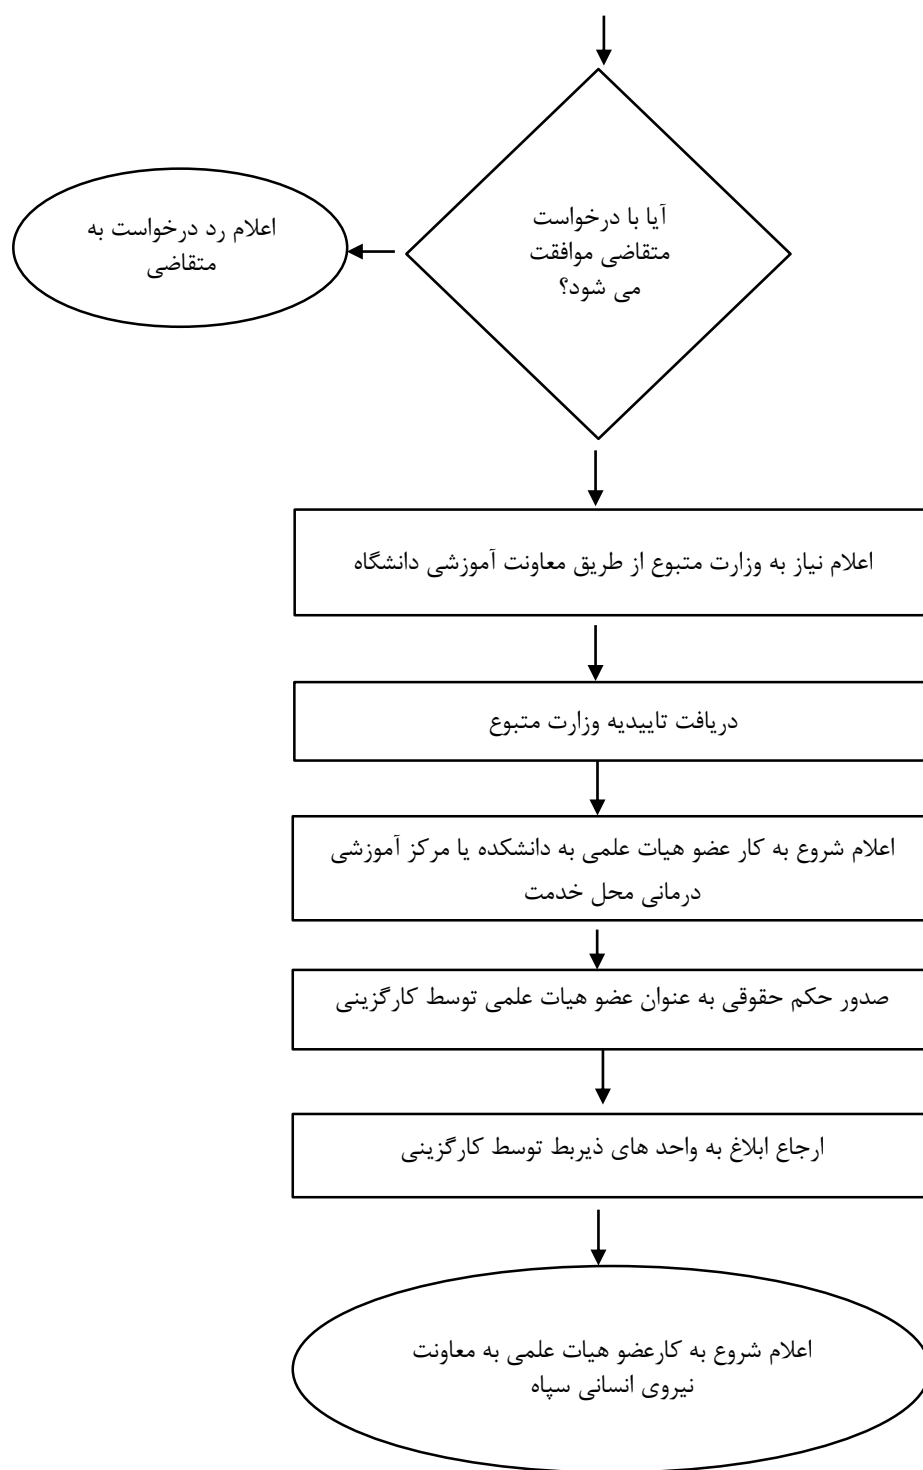 آیا با درخواست
متقاضی موافقت
می شود؟
اعلام رد درخواست به
متقاضی
اعلام نیاز به وزارت متبوع از طریق معاونت آموزشی دانشگاه
دریافت تاییدیه وزارت متبوع
اعلام شروع به کار عضو هیات علمی به دانشکده یا مرکز آموزشی
درمانی محل خدمت
صدور حکم حقوقی به عنوان عضو هیات علمی توسط کارگزینی
ارجاع ابلاغ به واحد های ذیربط توسط کارگزینی
اعلام شروع به کارعضو هیات علمی به معاونت
نیروی انسانی سپاه